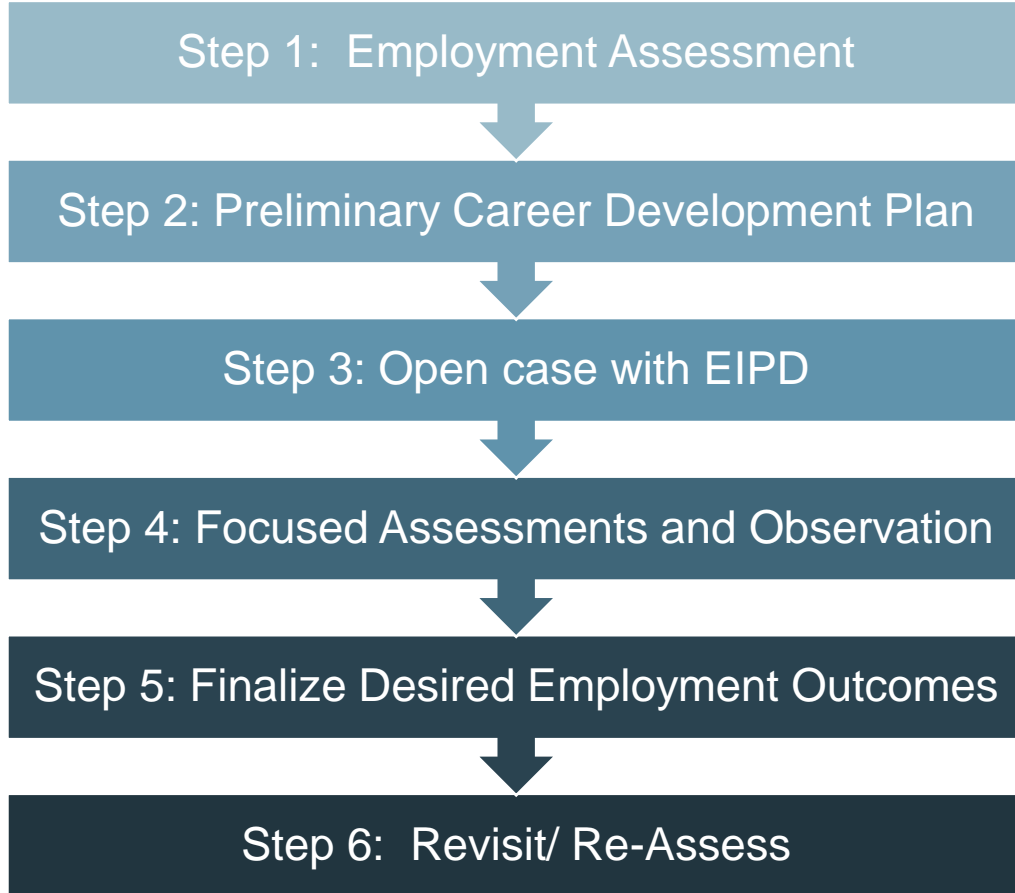 Step 1:  Employment Assessment
Step 2: Preliminary Career Development Plan
Step 3: Open case with EIPD
Step 4: Focused Assessments and Observation
Step 5: Finalize Desired Employment Outcomes
Step 6:  Revisit/ Re-Assess